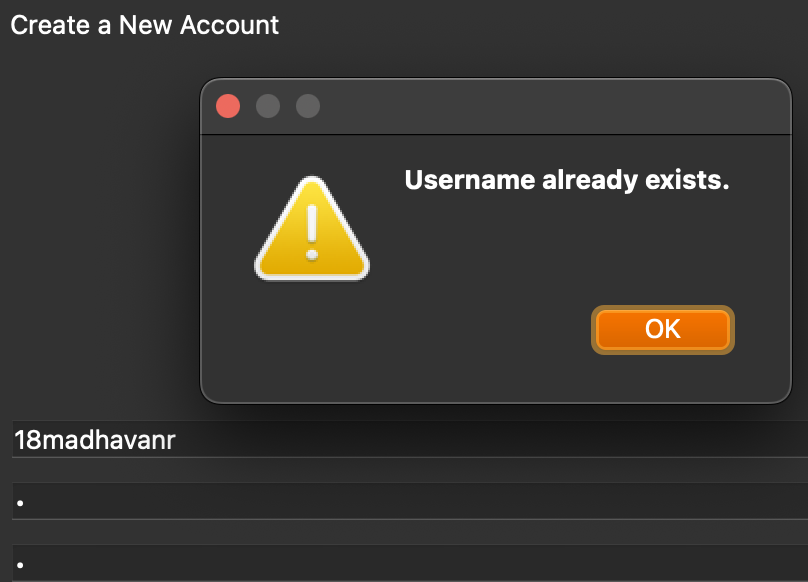 Create a New Account
Username already exists.
OK
18madhavanr
•
•